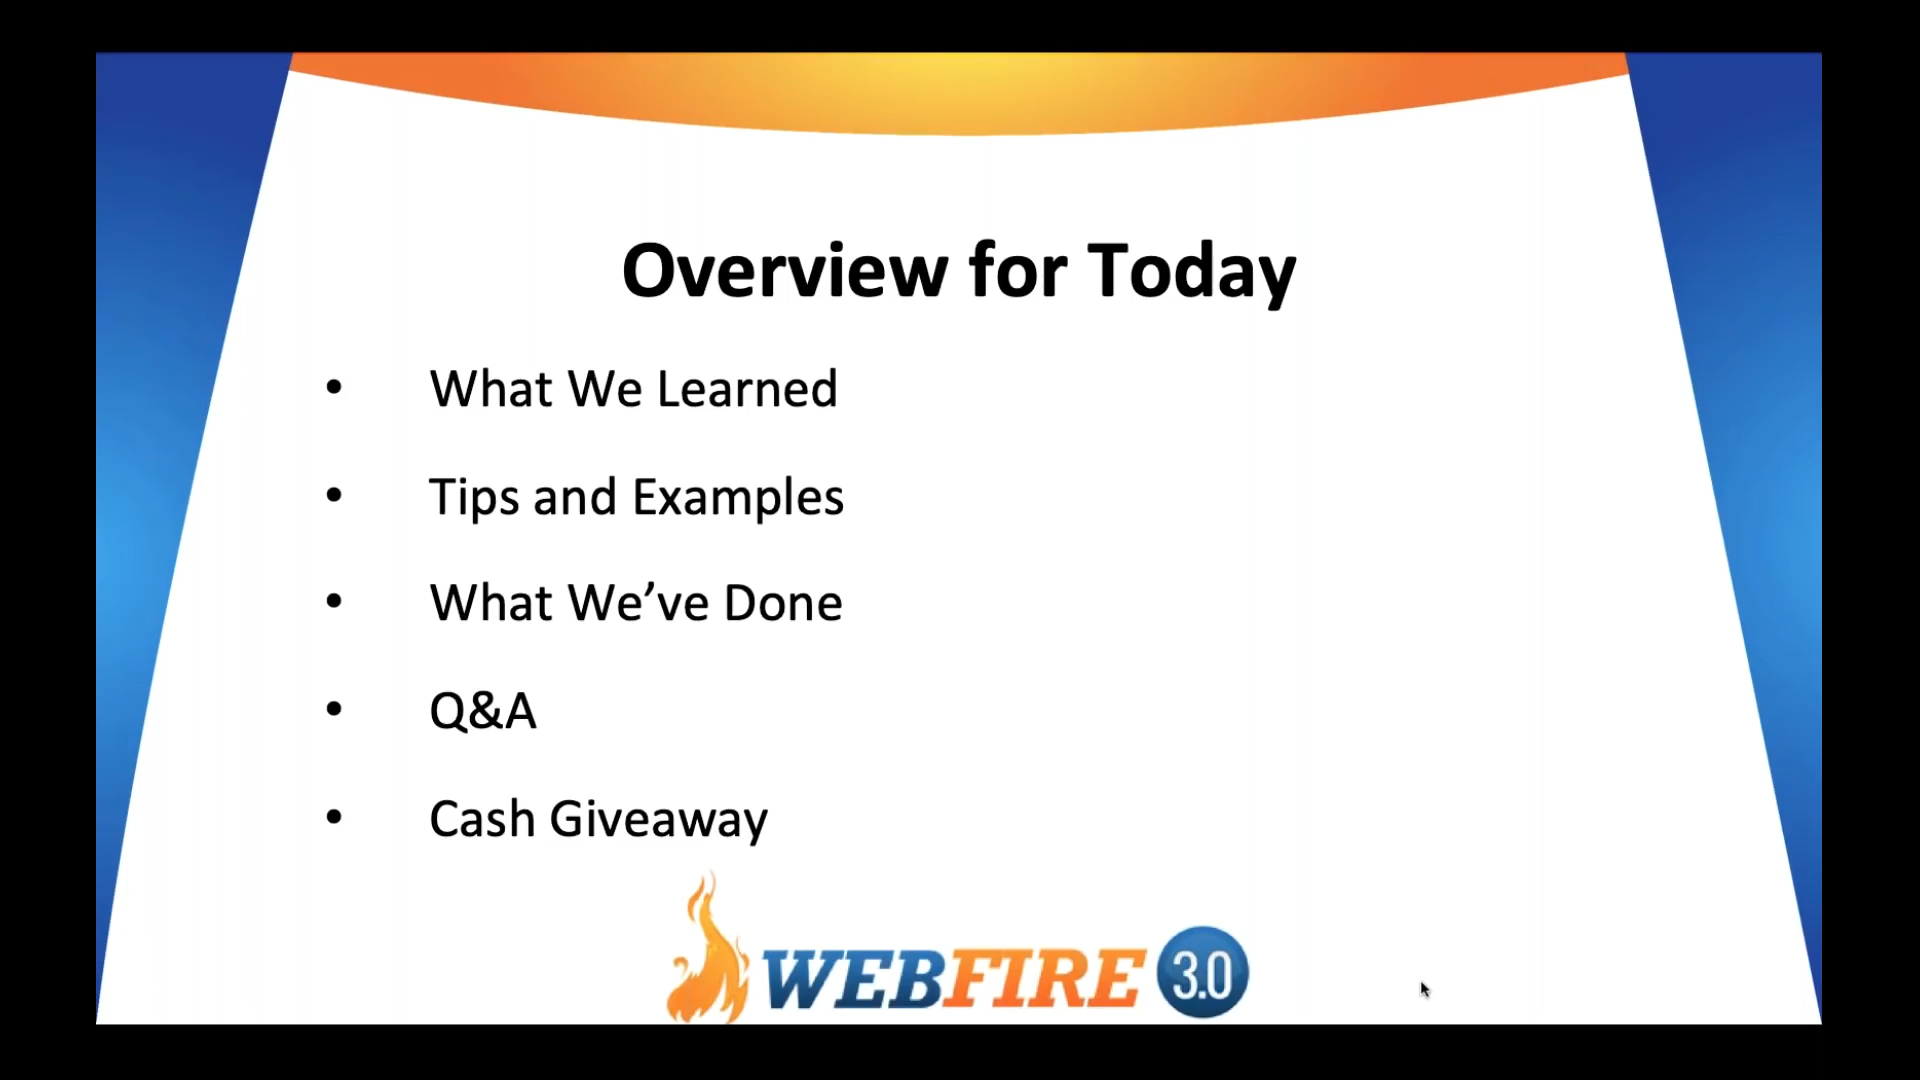 Overview for Today
• What We Learned
• Tips and Examples
• What We’ve Done
• Q&A
• Cash Giveaway
WEBFIRE 3.0